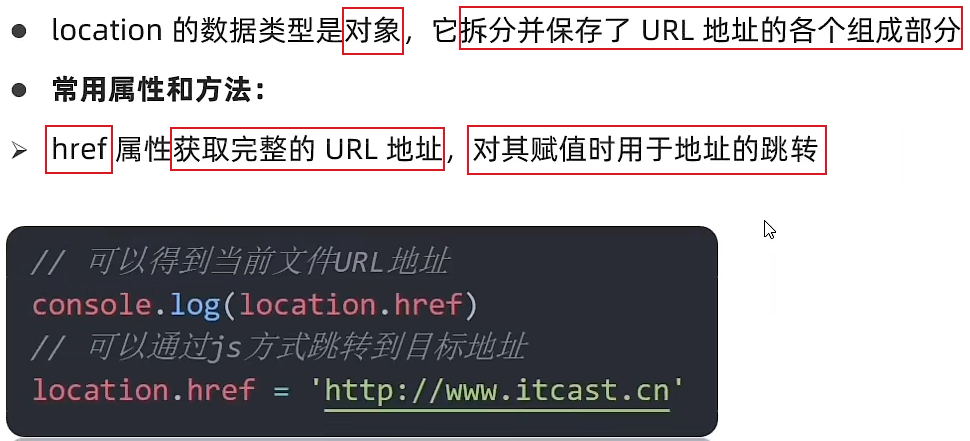 ● location 的数据类型是对象，它拆分并保存了 URL 地址的各个组成部分
● 常用属性和方法：
➢ href 属性获取完整的 URL 地址，对其赋值时用于地址的跳转
// 可以得到当前文件URL地址
console.log(location.href)
// 可以通过js方式跳转到目标地址
location.href = 'http://www.itcast.cn'